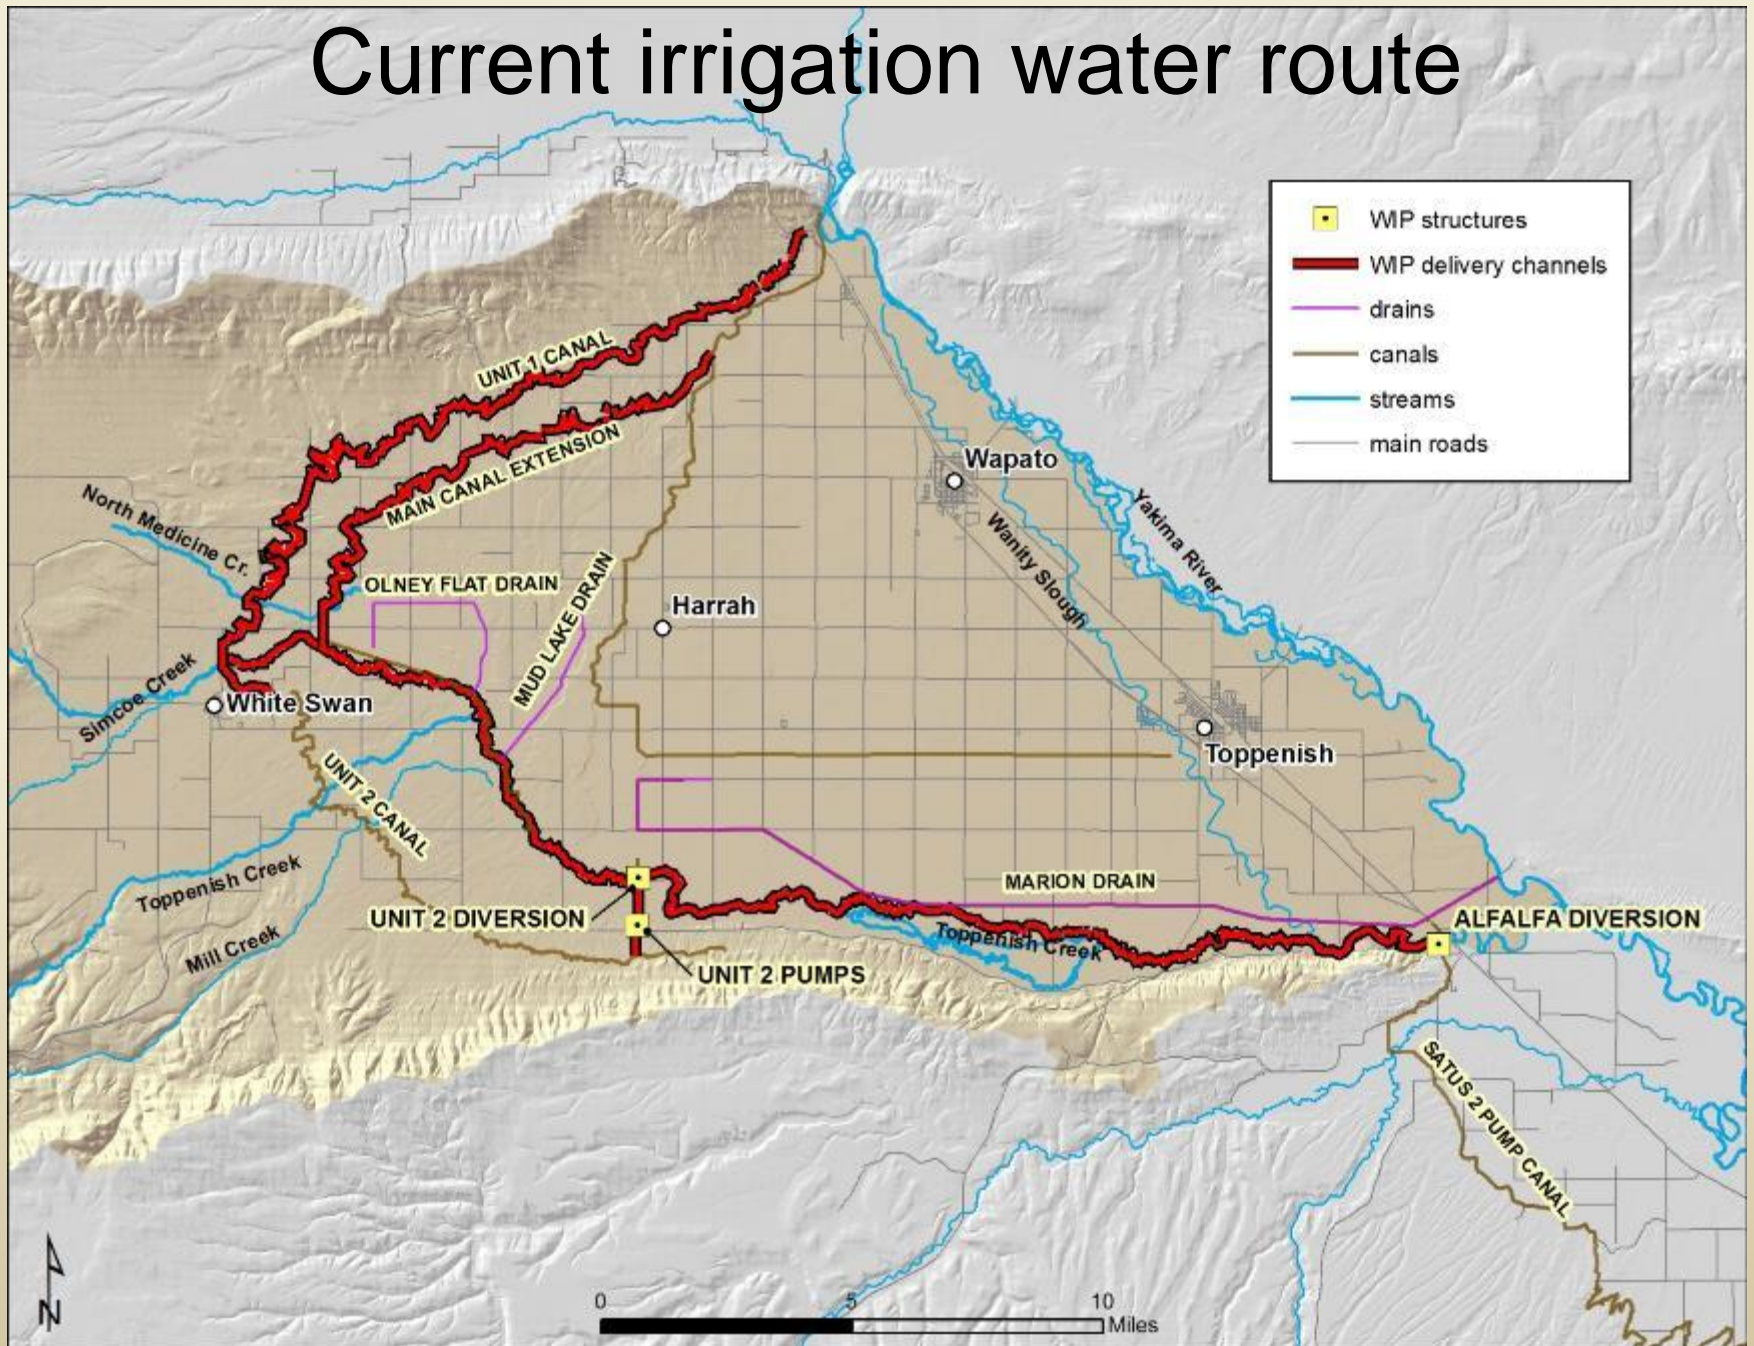 Current irrigation water route
WIP structures
WIP delivery channels
drains
canals
streams
main roads
UNIT 1 CANAL
MAIN CANAL EXTENSION
North Medicine Cr.
OLNEY FLAT DRAIN
MUD LAKE DRAIN
Harrah
Wapato
Wanity Slough
Yakima River
Simcoe Creek
White Swan
Toppenish
UNIT 2 CANAL
Toppenish Creek
Mill Creek
UNIT 2 DIVERSION
UNIT 2 PUMPS
MARION DRAIN
Toppenish Creek
ALFALFA DIVERSION
SATUS 2 PUMP CANAL
N
0 5 10
Miles